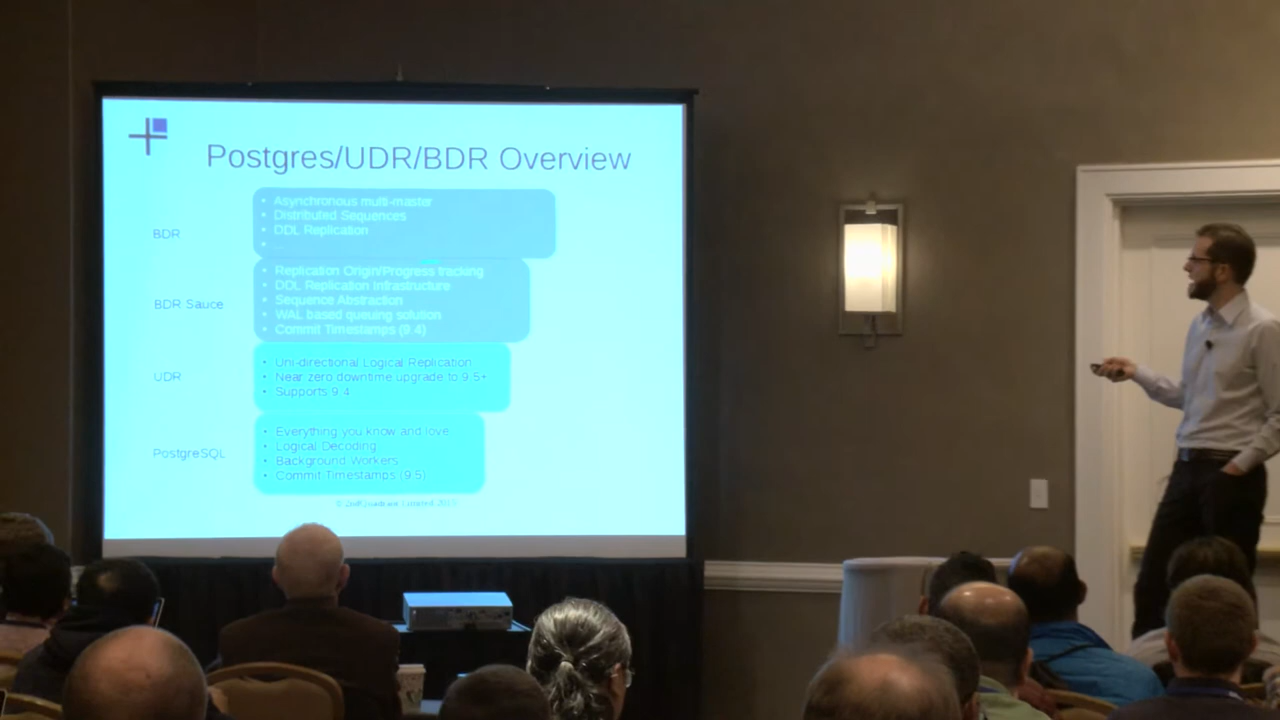 Postgres/UDR/BDR Overview
BDR
• Asynchronous multi-master
• Distributed Sequences
• DDL Replication
• ...
BDR Sauce
• Replication Origin/Progress tracking
• DDL Replication infrastructure
• Sequence Abstraction
• WAL based queuing solution
• Commit Timestamps (9.4)
UDR
• Uni-directional Logical Replication
• Near zero downtime upgrade to 9.5+
• Supports 9.4
PostgreSQL
• Everything you know and love
• Logical Decoding
• Background Workers
• Commit Timestamps (9.5)
© 2ndQuadrant Limited 2015